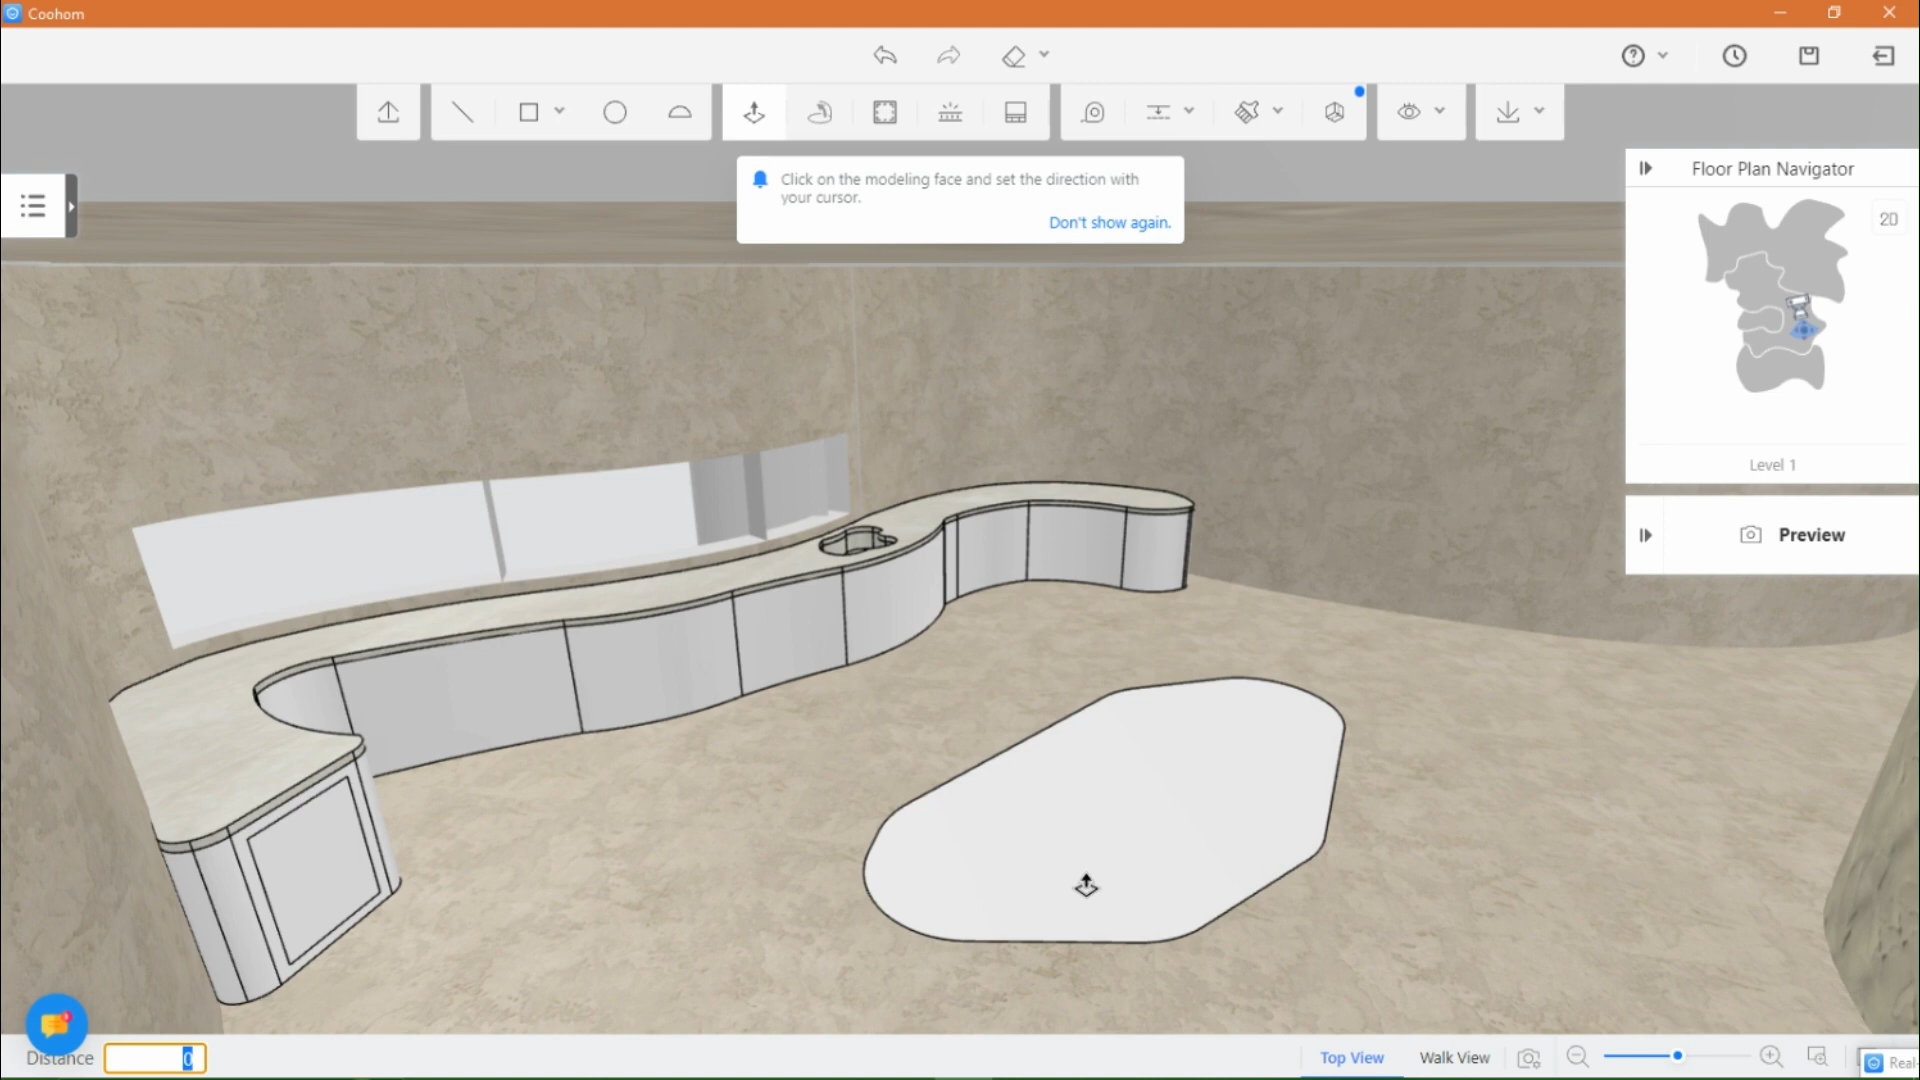 Coohom
Click on the modeling face and set the direction with
your cursor.
Don't show again.
Floor Plan Navigator
2D
Level 1
Preview
Distance
0
Top View
Walk View
Real-